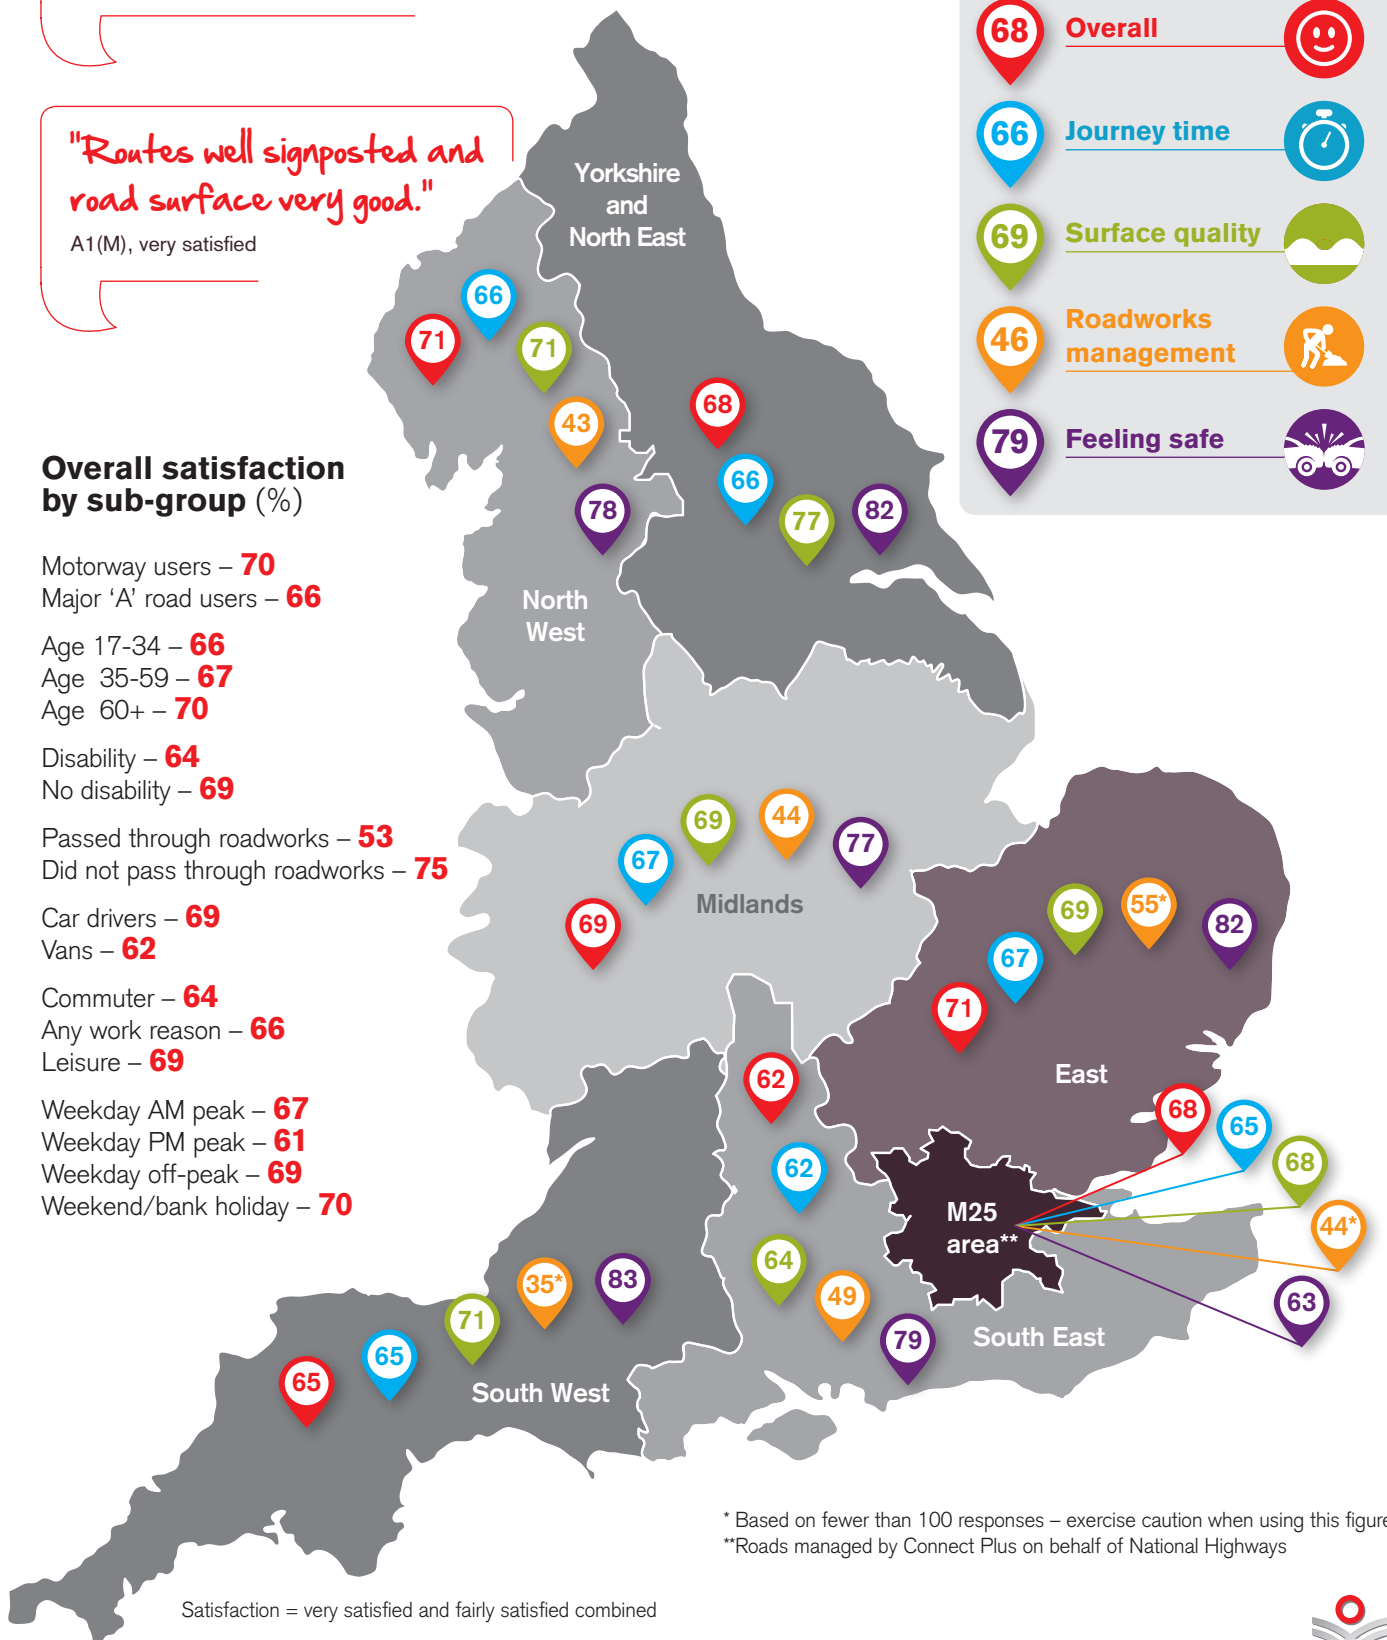 "Routes well signposted and
road surface very good."
A1(M), very satisfied
68 Overall
66 Journey time
69 Surface quality
46 Roadworks
management
79 Feeling safe
Yorkshire
and
North East
68
66
77
82
66
71
71
43
78
North
West
Overall satisfaction
by sub-group (%)
Motorway users – 70
Major ‘A’ road users – 66
Age 17-34 – 66
Age 35-59 – 67
Age 60+ – 70
Disability – 64
No disability – 69
Passed through roadworks – 53
Did not pass through roadworks – 75
Car drivers – 69
Vans – 62
Commuter – 64
Any work reason – 66
Leisure – 69
Weekday AM peak – 67
Weekday PM peak – 61
Weekday off-peak – 69
Weekend/bank holiday – 70
69
67
69
44
77
Midlands
71
67
69
55*
82
East
68
65
68
44*
63
M25
area**
62
62
64
49
79
South East
65
65
71
35*
83
South West
* Based on fewer than 100 responses – exercise caution when using this figure
**Roads managed by Connect Plus on behalf of National Highways
Satisfaction = very satisfied and fairly satisfied combined